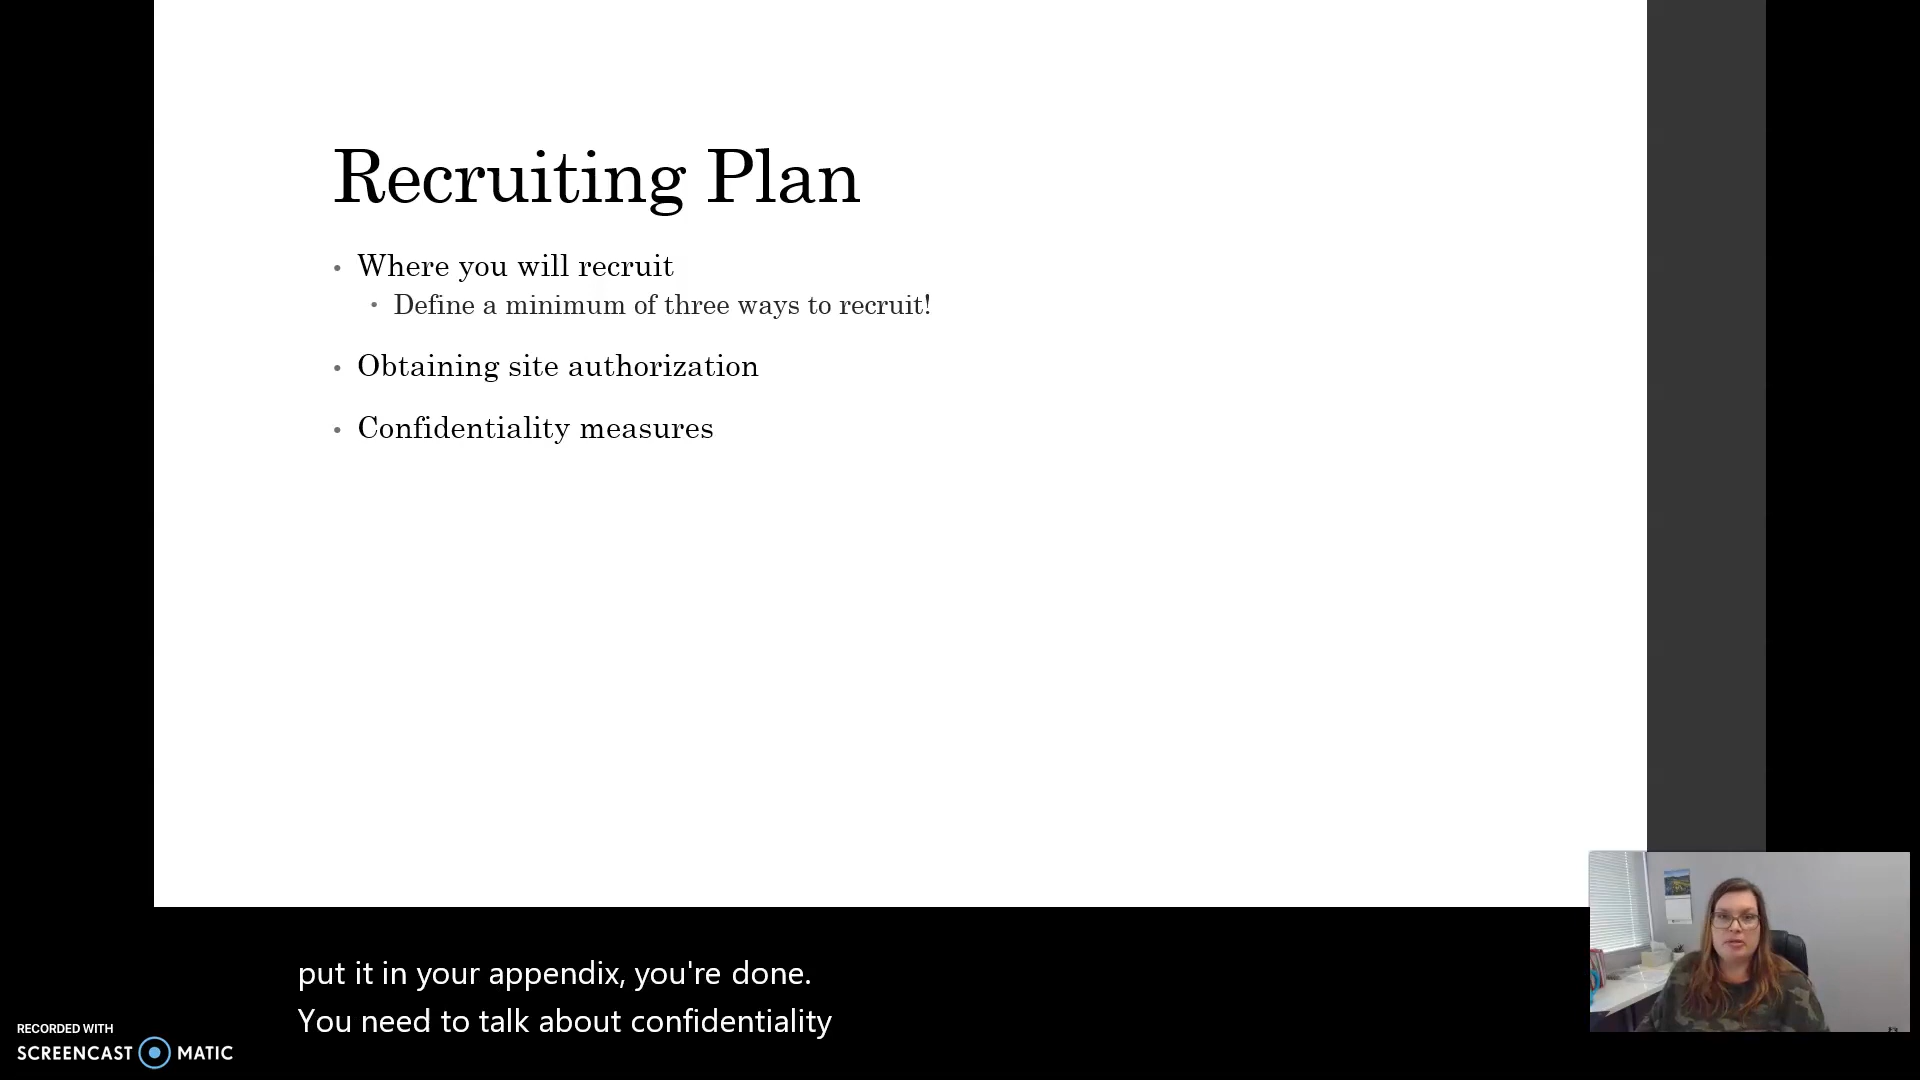 Recruiting Plan
• Where you will recruit
• Define a minimum of three ways to recruit!
• Obtaining site authorization
• Confidentiality measures
put it in your appendix, you're done.
You need to talk about confidentiality
RECORDED WITH
SCREENCAST MATIC